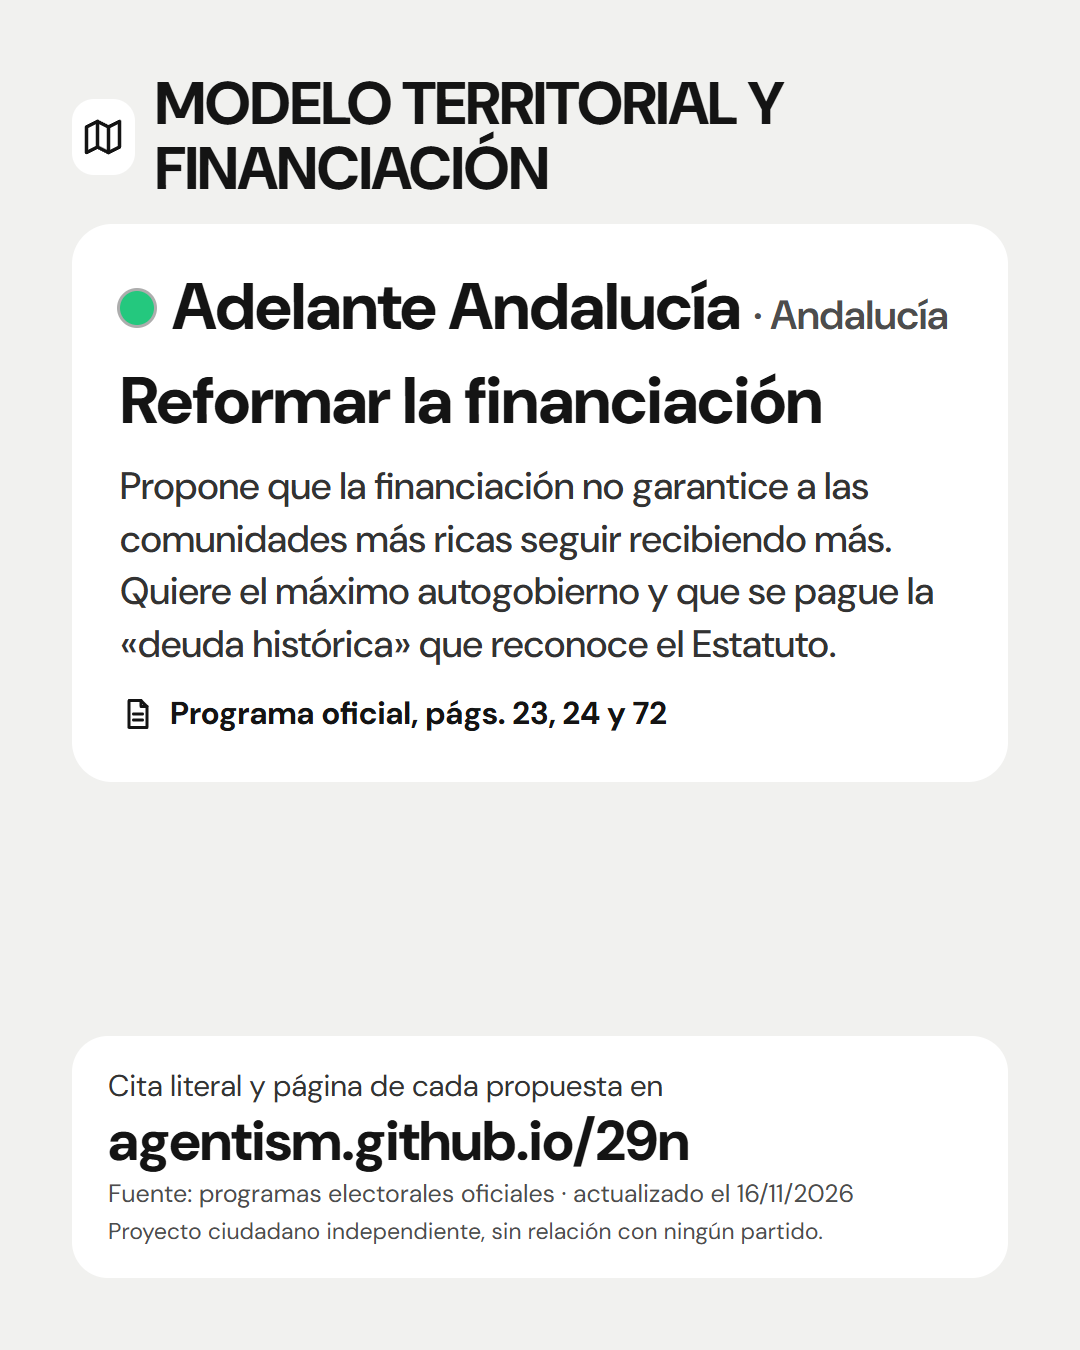 MODELO TERRITORIAL Y
FINANCIACIÓN
Adelante Andalucía · Andalucía
Reformar la financiación
Propone que la financiación no garantice a las
comunidades más ricas seguir recibiendo más.
Quiere el máximo autogobierno y que se pague la
«deuda histórica» que reconoce el Estatuto.
Programa oficial, págs. 23, 24 y 72
Cita literal y página de cada propuesta en
agentism.github.io/29n
Fuente: programas electorales oficiales · actualizado el 16/11/2026
Proyecto ciudadano independiente, sin relación con ningún partido.